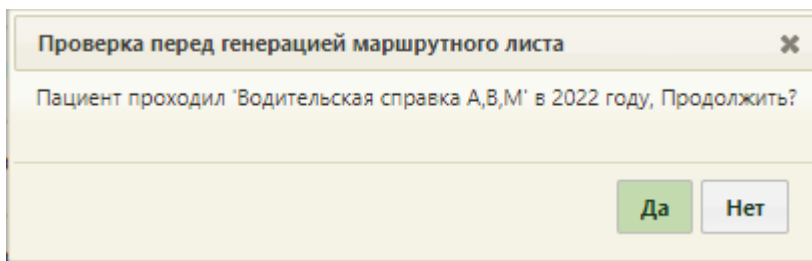 Проверка перед генерацией маршрутного листа
Пациент проходил 'Водительская справка А,В,М' в 2022 году, Продолжить?
Да
Нет